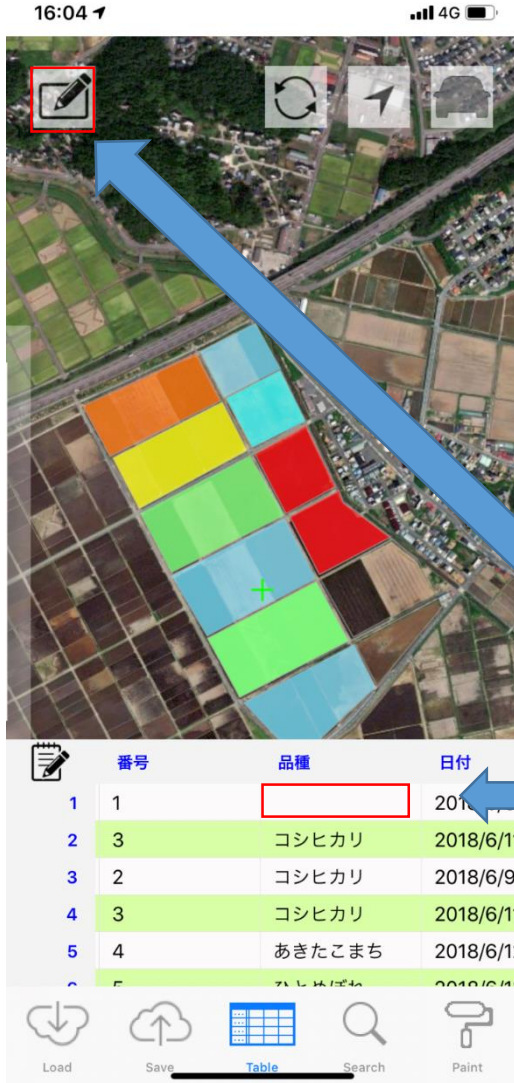 16:04 4G
番号 品種 日付
1 1
2 3 コシヒカリ 2018/6/1
3 2 コシヒカリ 2018/6/9
4 3 コシヒカリ 2018/6/1
5 4 あきたこまち 2018/6/1
Load Save Table Search Paint